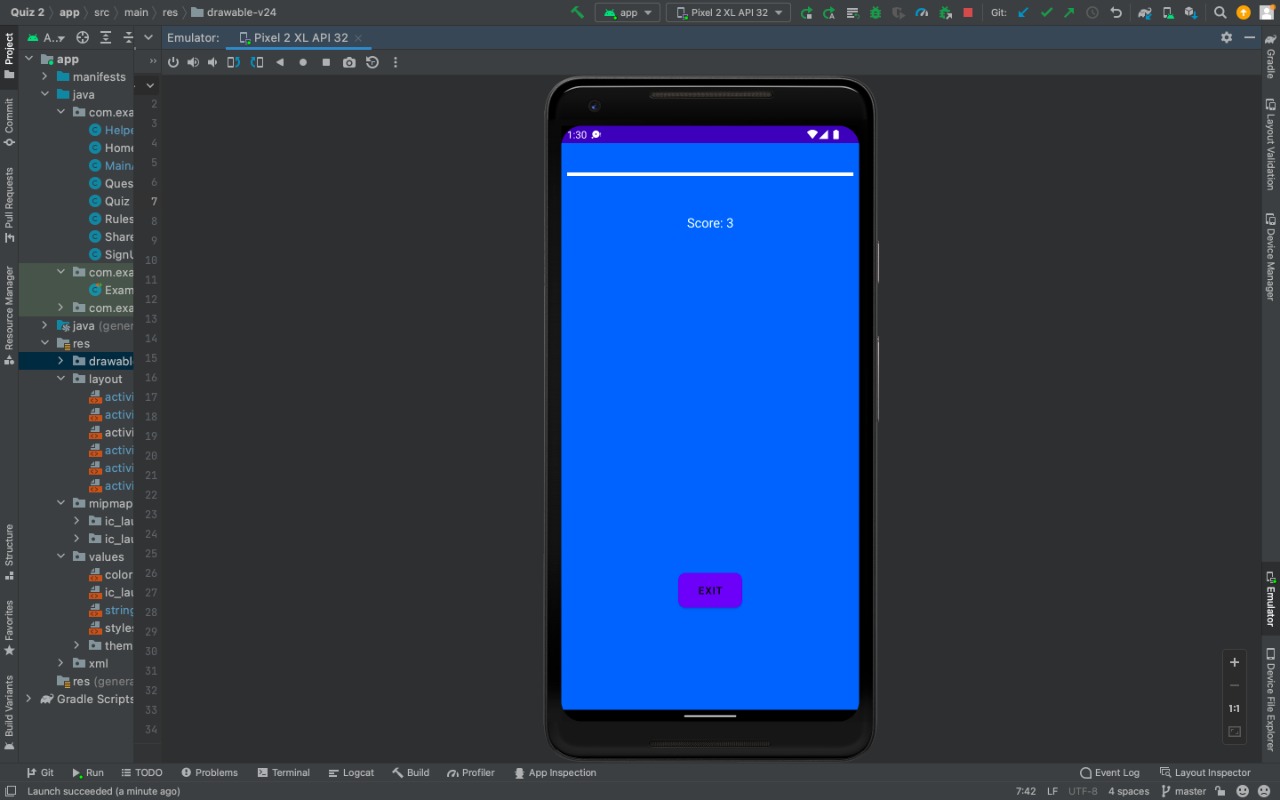 Quiz 2 app src main res drawable-v24 app Pixel 2 XL API 32 Git:
A.. Emulator: Pixel 2 XL API 32
Project
Commit
Pull Requests
Resource Manager
Structure
Favorites
Build Variants
app
manifests
java
com.exa
Helpe
Home
MainA
Ques
Quiz
Rules
Share
SignU
com.exa
Exam
com.exa
java (gener
res
drawabl
layout
activi
activi
activi
activi
activi
activi
mipmap
ic_lau
ic_lau
values
color
ic_lau
string
styles
them
xml
res (genera
Gradle Scripts
2
3
4
5
6
7
8
9
10
11
12
13
14
15
16
17
18
19
20
21
22
23
24
25
26
27
28
29
30
31
32
33
34
1:30
Score: 3
EXIT
Gradle
Layout Validation
Device Manager
Emulator
Device File Explorer
1:1
Git Run TODO Problems Terminal Logcat Build Profiler App Inspection Event Log Layout Inspector
Launch succeeded (a minute ago) 7:42 LF UTF-8 4 spaces master